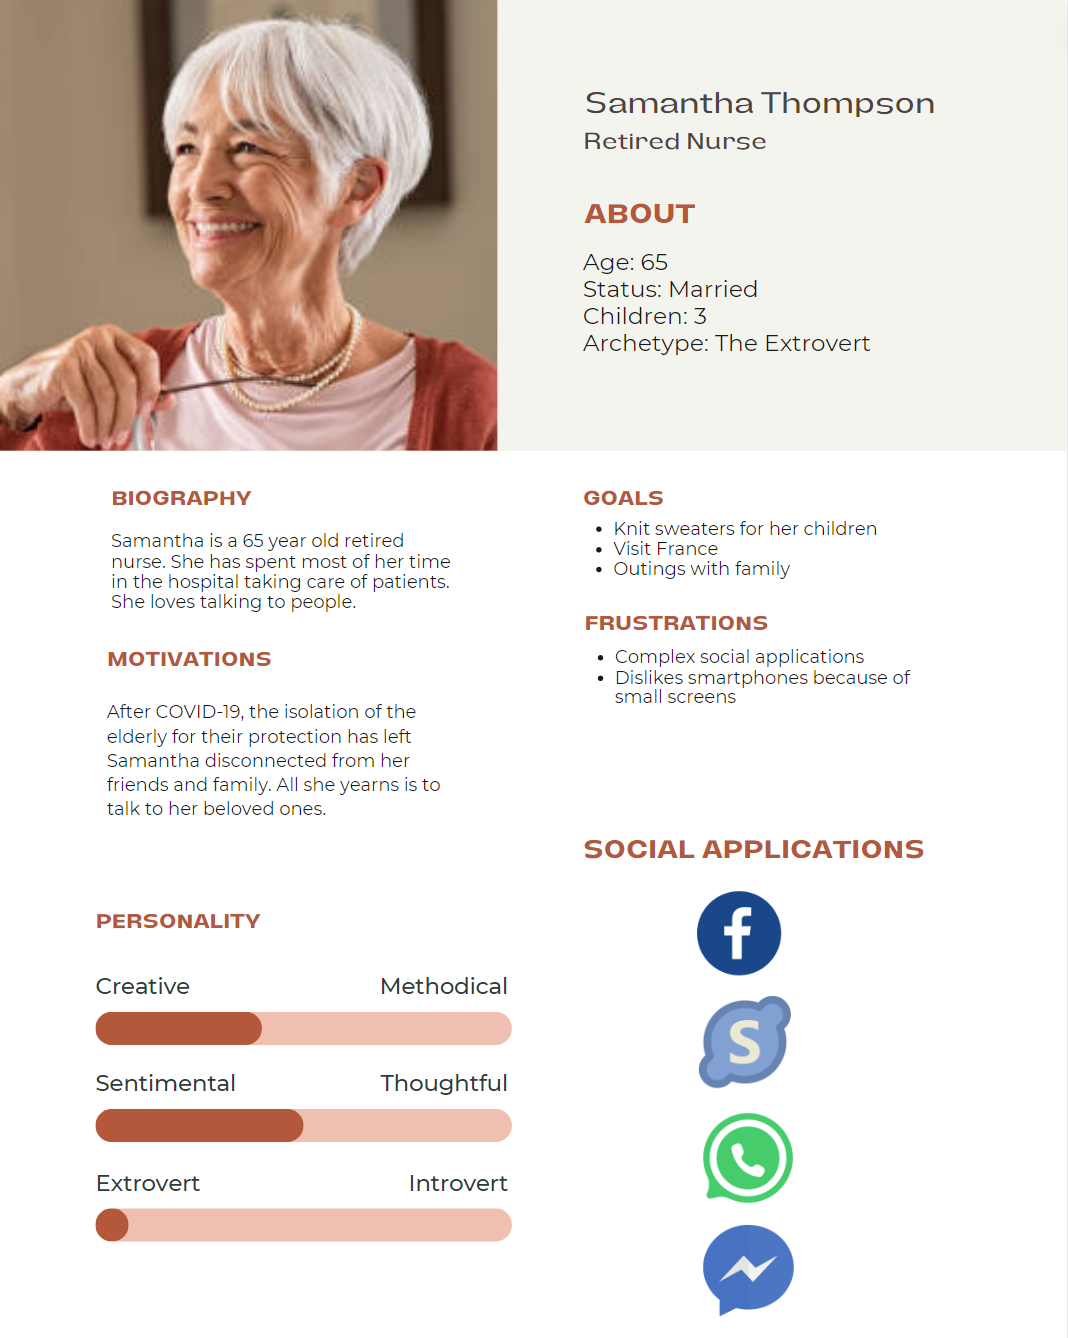 Samantha Thompson
Retired Nurse
ABOUT
Age: 65
Status: Married
Children: 3
Archetype: The Extrovert
BIOGRAPHY
Samantha is a 65 year old retired
nurse. She has spent most of her time
in the hospital taking care of patients.
She loves talking to people.
MOTIVATIONS
After COVID-19, the isolation of the
elderly for their protection has left
Samantha disconnected from her
friends and family. All she yearns is to
talk to her beloved ones.
PERSONALITY
Creative Methodical
Sentimental Thoughtful
Extrovert Introvert
GOALS
• Knit sweaters for her children
• Visit France
• Outings with family
FRUSTRATIONS
• Complex social applications
• Dislikes smartphones because of
small screens
SOCIAL APPLICATIONS
f
S